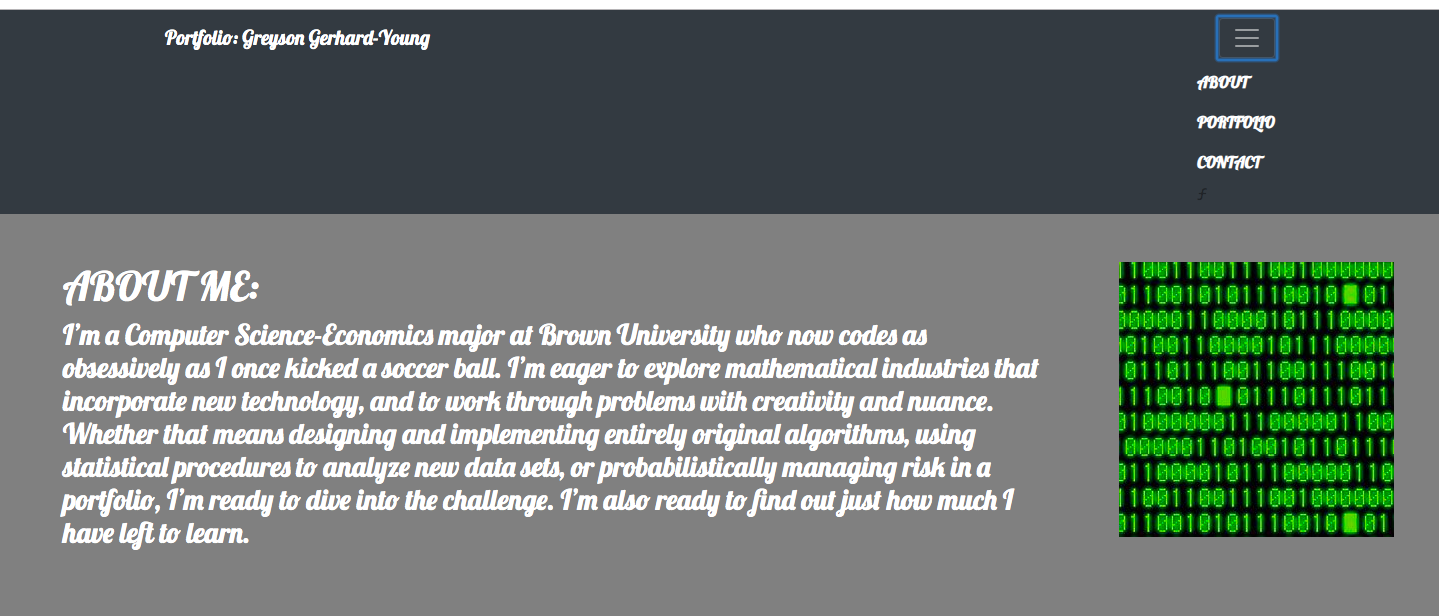 Portfolio: Greyson Gerhard-Young
ABOUT
PORTFOLIO
CONTACT
f
ABOUT ME:
I'm a Computer Science-Economics major at Brown University who now codes as
obsessively as I once kicked a soccer ball. I'm eager to explore mathematical industries that
incorporate new technology, and to work through problems with creativity and nuance.
Whether that means designing and implementing entirely original algorithms, using
statistical procedures to analyze new data sets, or probabilistically managing risk in a
portfolio, I'm ready to dive into the challenge. I'm also ready to find out just how much I
have left to learn.